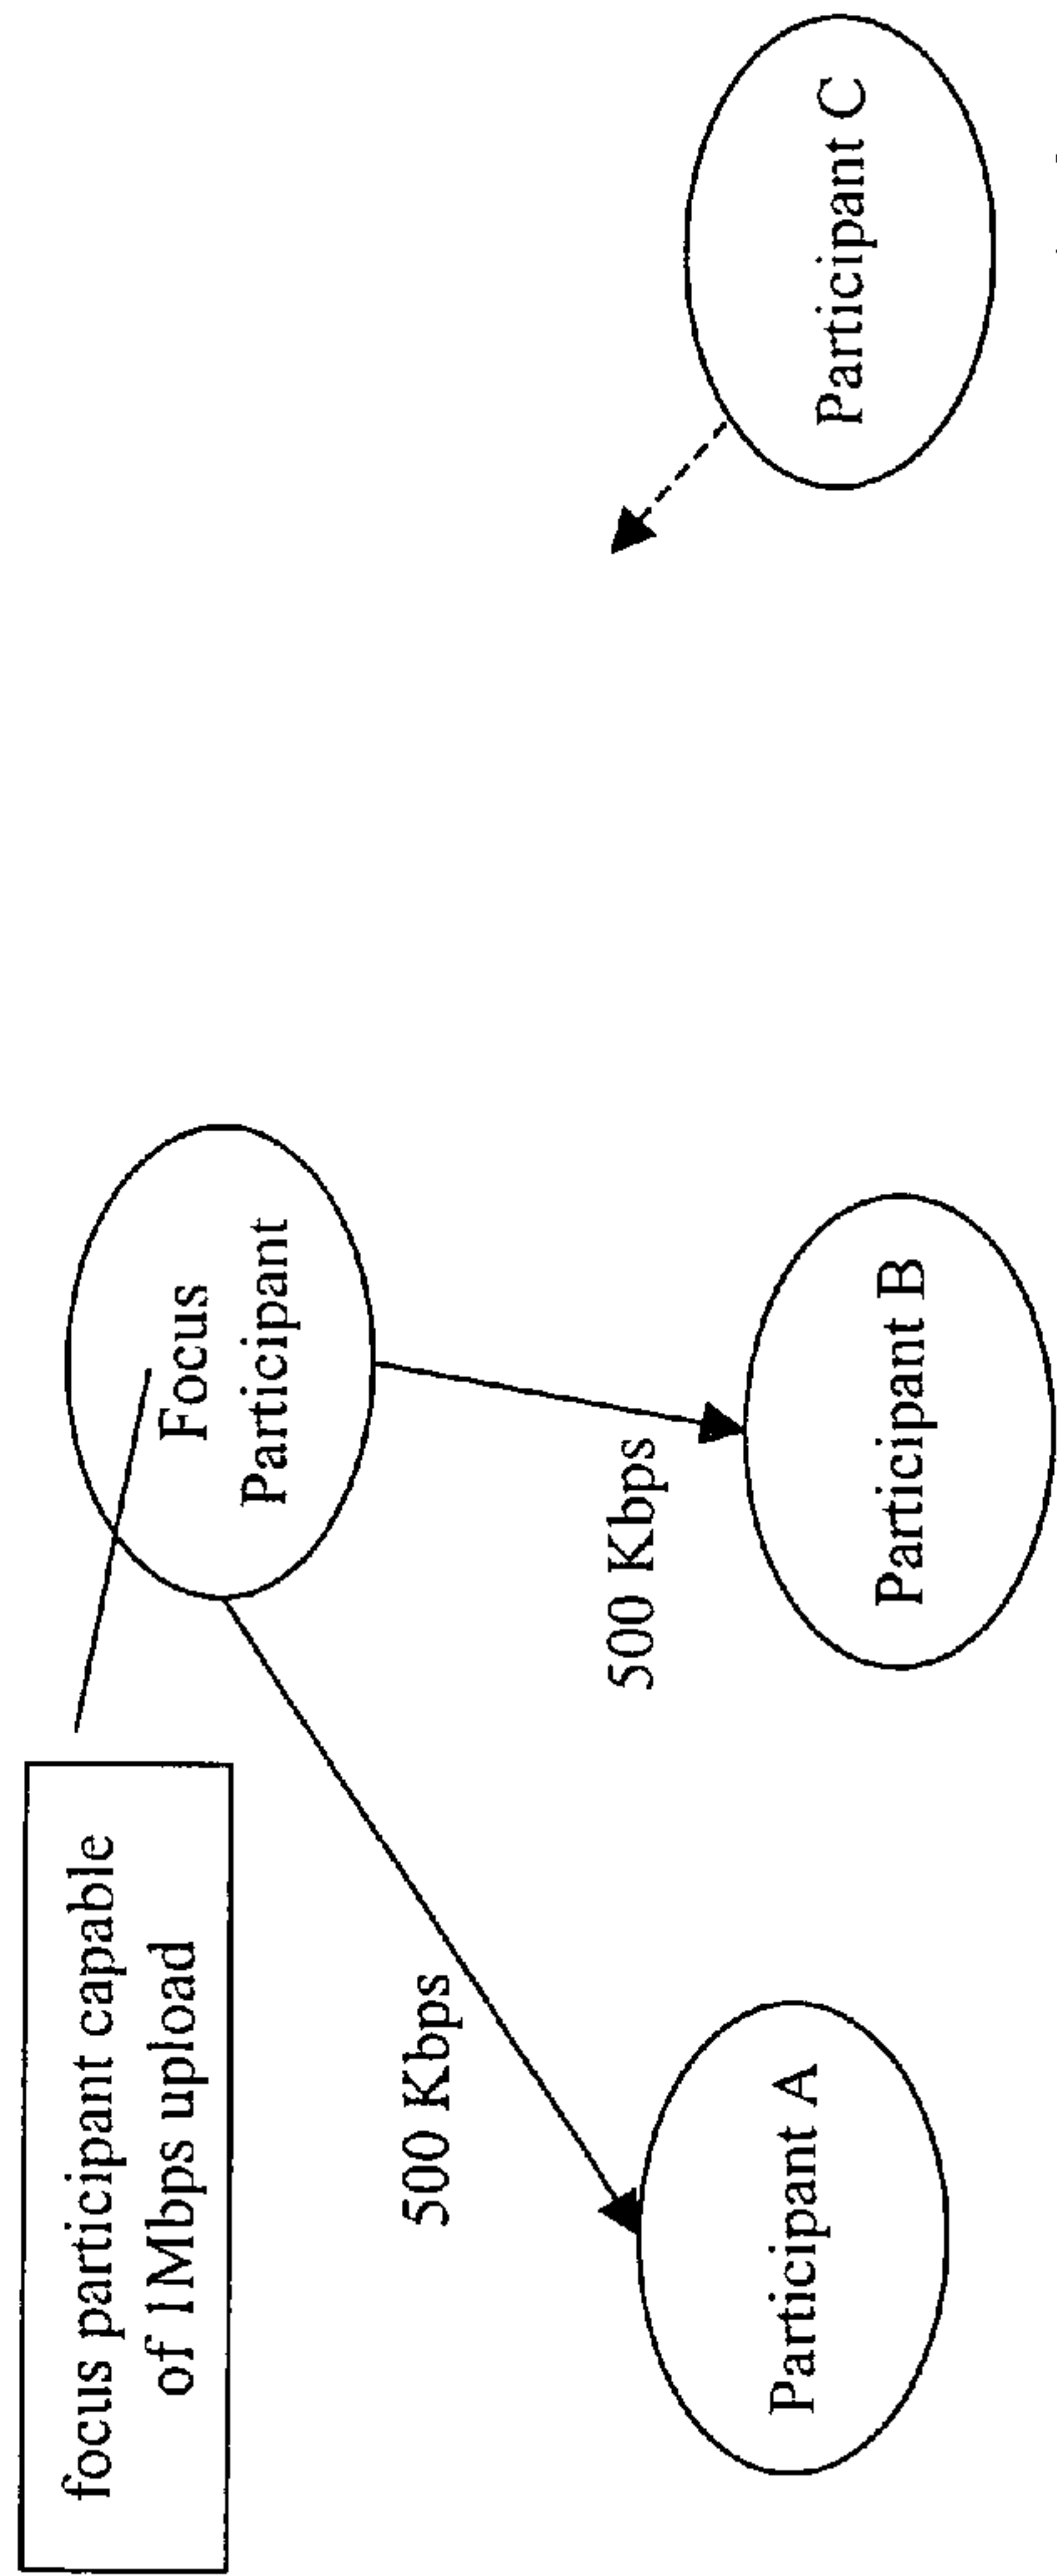 focus participant capable
of 1Mbps upload
Focus
Participant
500 Kbps
500 Kbps
Participant A
Participant B
Participant C